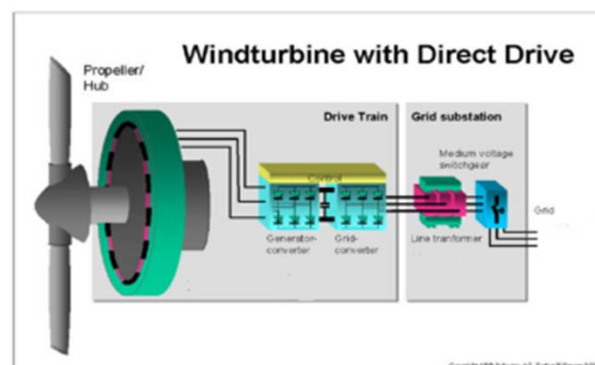 Windturbine with Direct Drive
Propeller/
Hub
Drive Train
Grid substation
Medium voltage
switchgear
Control
Grid
Generator-
converter
Grid-
converter
Line tranformer